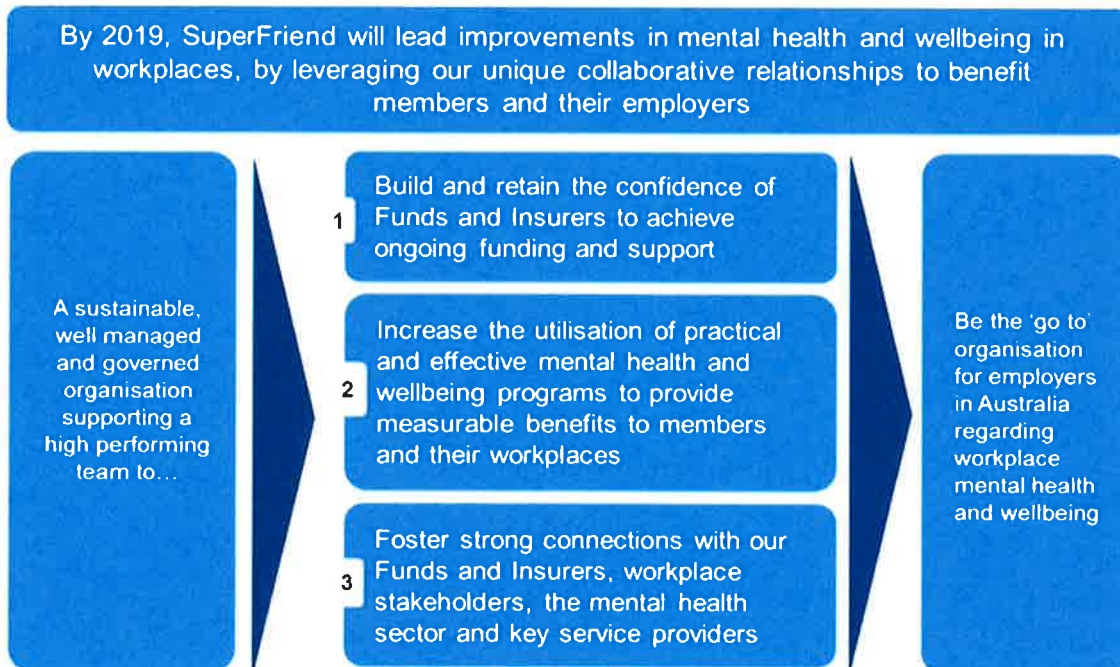 By 2019, SuperFriend will lead improvements in mental health and wellbeing in
workplaces, by leveraging our unique collaborative relationships to benefit
members and their employers
A sustainable,
well managed
and governed
organisation
supporting a
high performing
team to...
1
Build and retain the confidence of
Funds and Insurers to achieve
ongoing funding and support
2
Increase the utilisation of practical
and effective mental health and
wellbeing programs to provide
measurable benefits to members
and their workplaces
3
Foster strong connections with our
Funds and Insurers, workplace
stakeholders, the mental health
sector and key service providers
Be the 'go to'
organisation
for employers
in Australia
regarding
workplace
mental health
and wellbeing